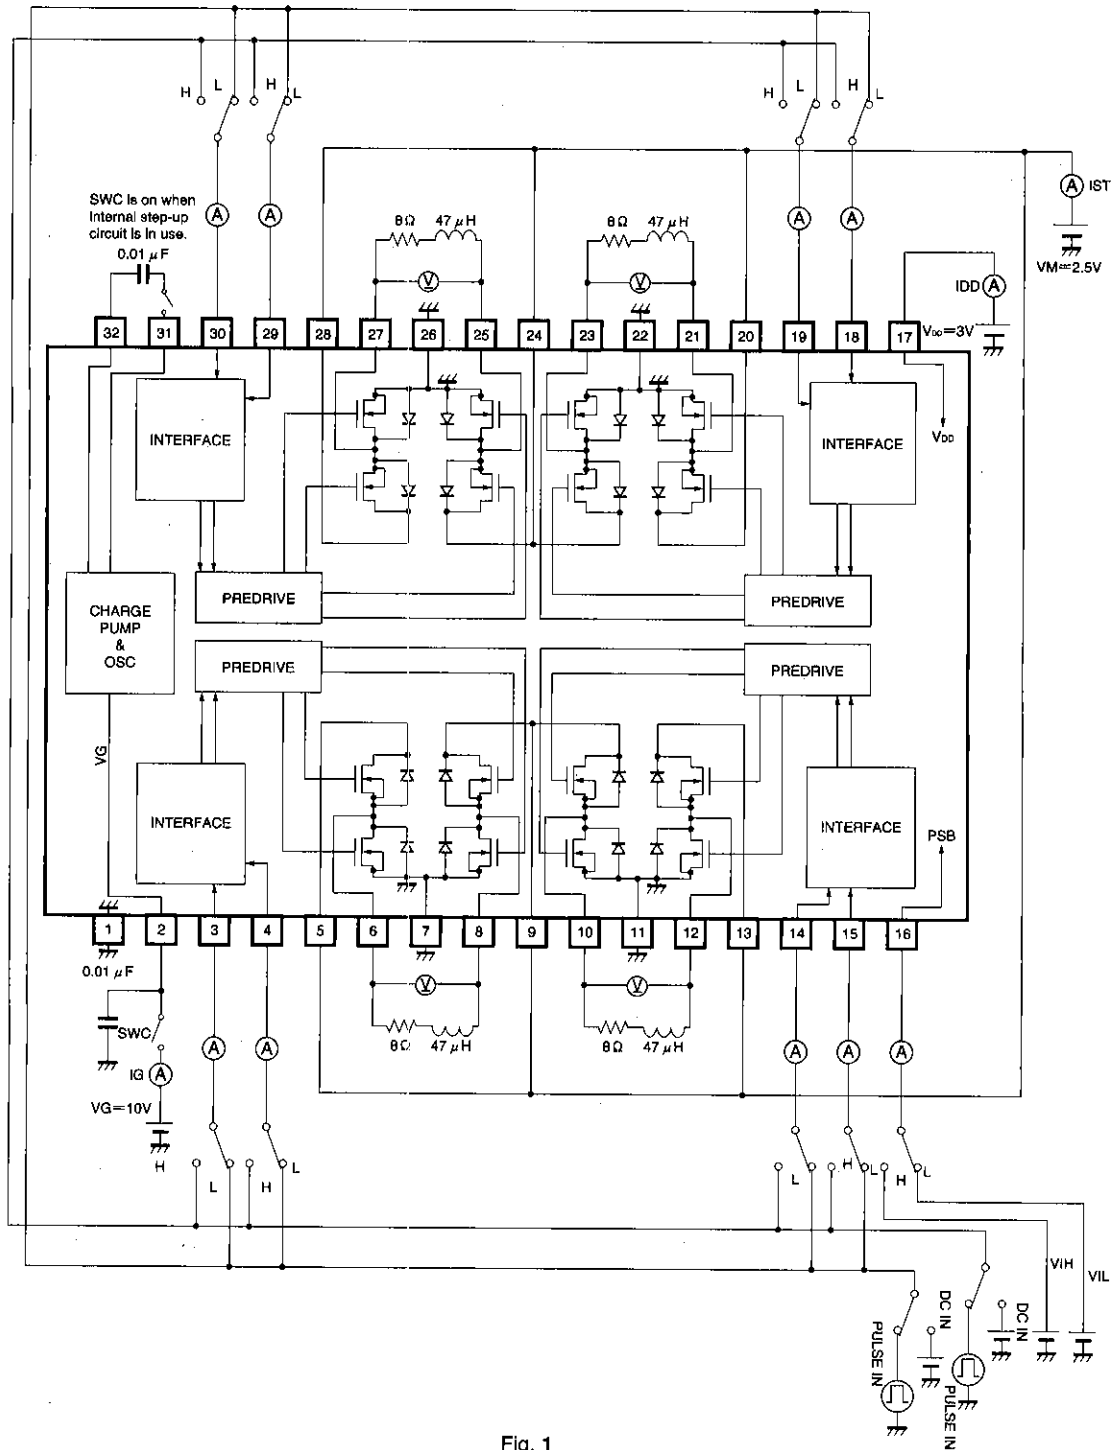 H
L
H
L
H
L
H
L
SWC is on when
internal step-up
circuit is in use.
0.01 μF
A
A
8Ω
47 μH
V
8Ω
47 μH
V
A
A
A IST
VM=2.5V
IDD A
VDD=3V
32
31
30
29
28
27
26
25
24
23
22
21
20
19
18
17
INTERFACE
INTERFACE
VDD
CHARGE
PUMP
&
OSC
PREDRIVE
PREDRIVE
PREDRIVE
PREDRIVE
VG
INTERFACE
INTERFACE
PSB
1
2
3
4
5
6
7
8
9
10
11
12
13
14
15
16
0.01 μF
SWC
IG A
VG=10V
A
A
V
8Ω
47 μH
V
8Ω
47 μH
A
A
A
H
L
H
L
L
H
L
H
L
VIH
VIL
PULSE IN
DC IN
PULSE IN
DC IN
Fig. 1